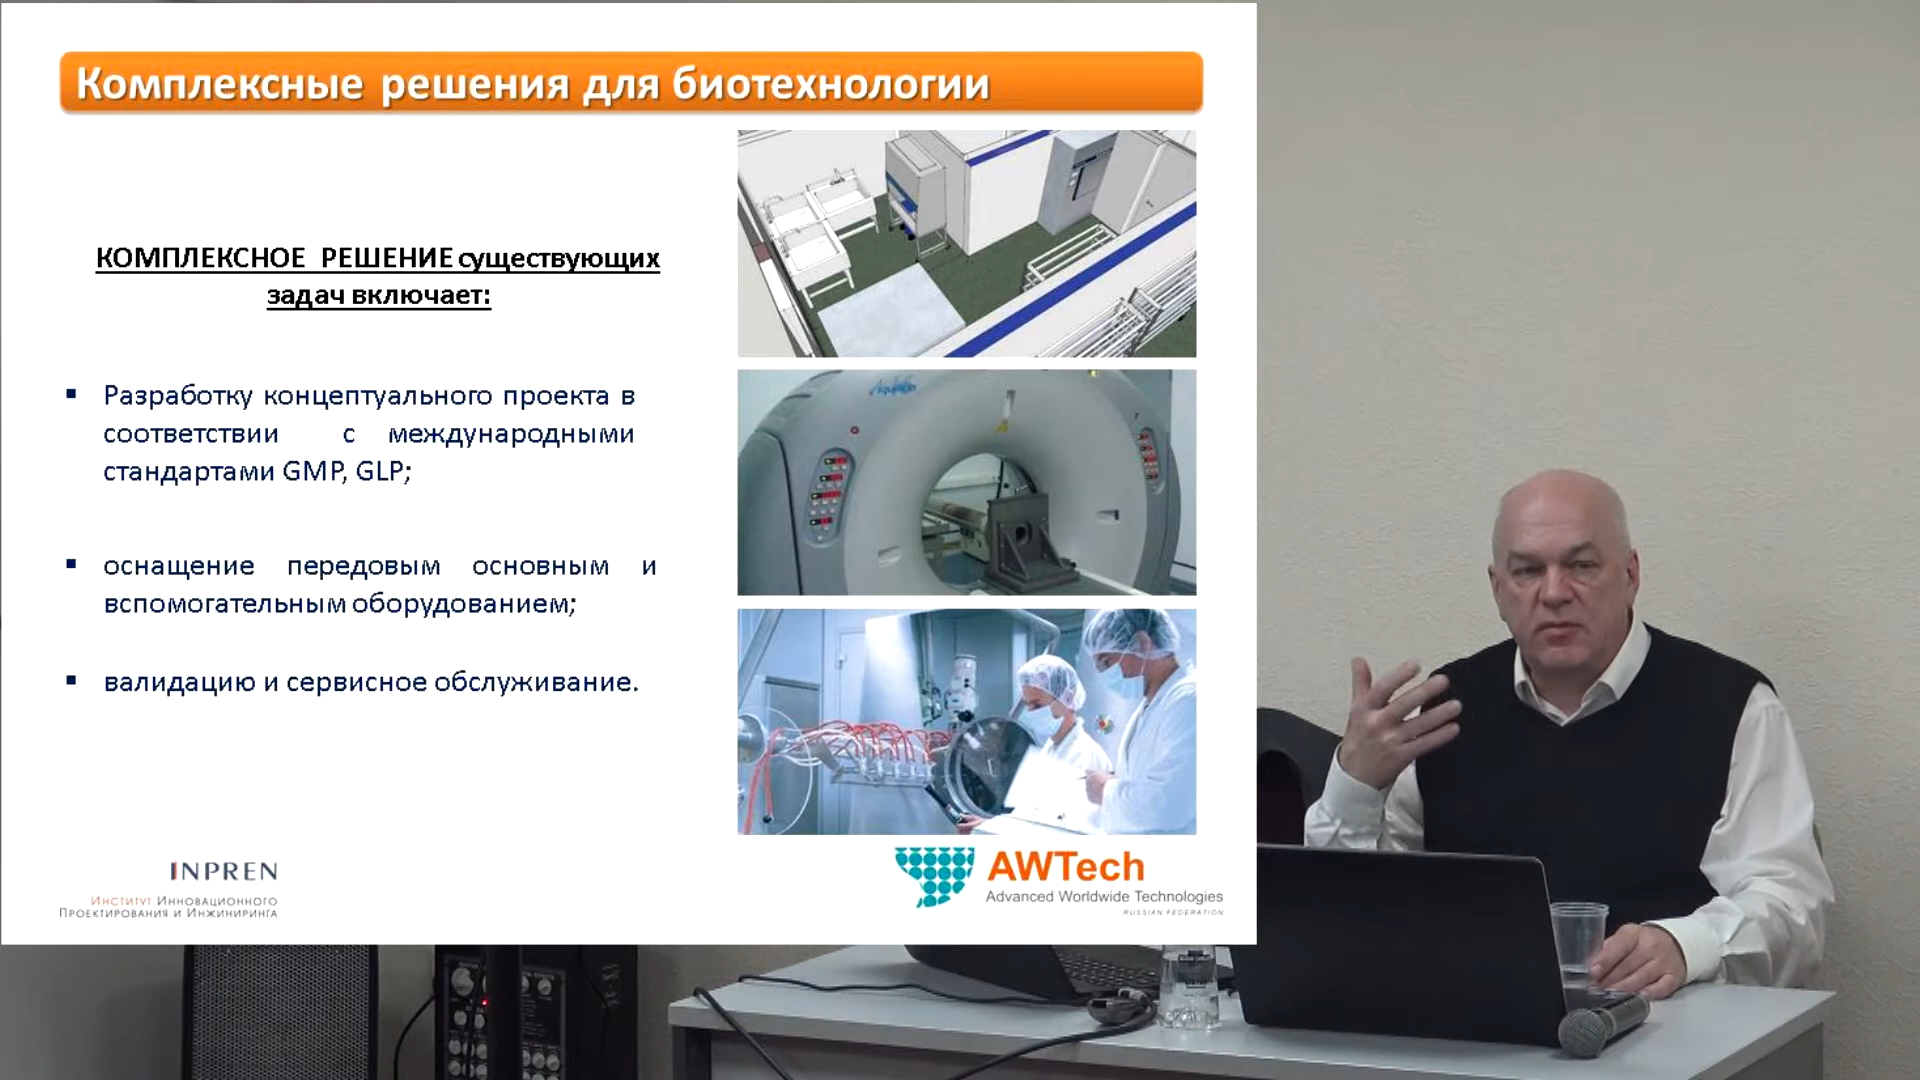 Комплексные решения для биотехнологии
КОМПЛЕКСНОЕ РЕШЕНИЕ существующих
задач включает:
▪ Разработку концептуального проекта в
соответствии с международными
стандартами GMP, GLP;
▪ оснащение передовым основным и
вспомогательным оборудованием;
▪ валидацию и сервисное обслуживание.
INPREN
Институт Инновационного
Проектирования и Инжиниринга
AWTech
Advanced Worldwide Technologies
RUSSIAN FEDERATION